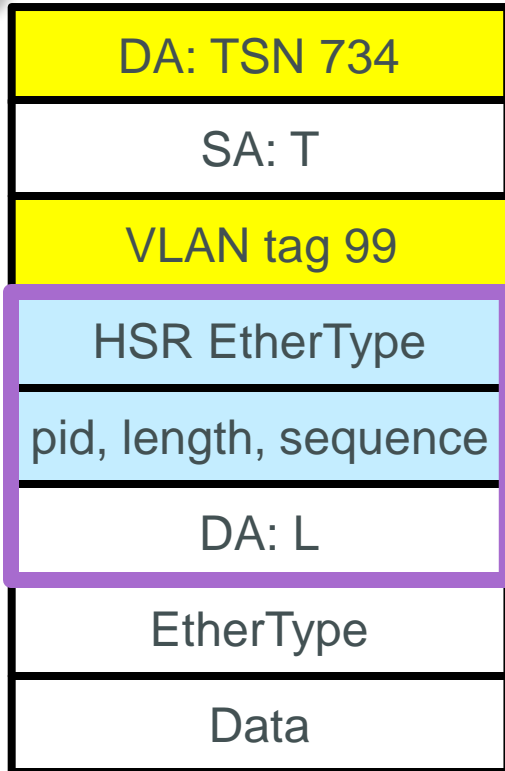 DA: TSN 734
SA: T
VLAN tag 99
HSR EtherType
pid, length, sequence
DA: L
EtherType
Data